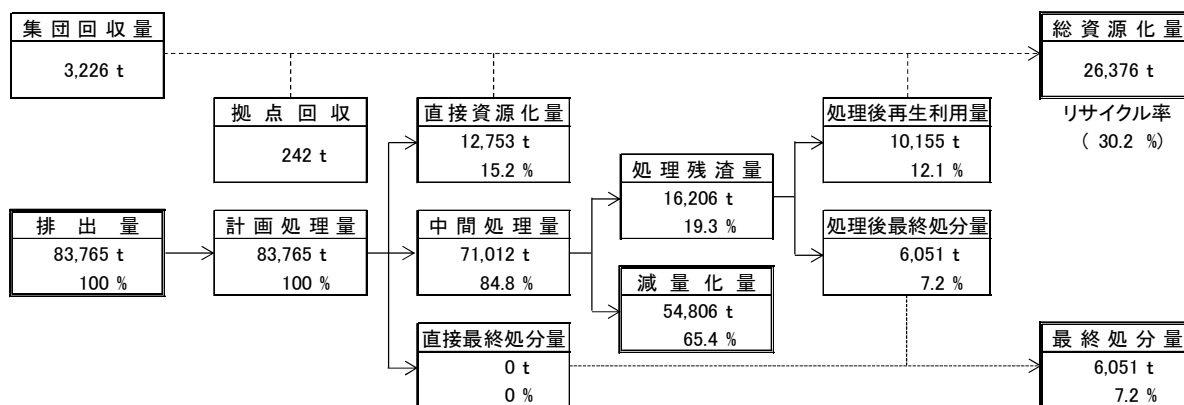 集団回収量
3,226 t
総資源化量
26,376 t
リサイクル率
( 30.2 %)
拠点回収
242 t
直接資源化量
12,753 t
15.2 %
処理後再生利用量
10,155 t
12.1 %
処理残渣量
16,206 t
19.3 %
排出量
83,765 t
100 %
計画処理量
83,765 t
100 %
中間処理量
71,012 t
84.8 %
処理後最終処分量
6,051 t
7.2 %
減量化量
54,806 t
65.4 %
直接最終処分量
0 t
0 %
最終処分量
6,051 t
7.2 %